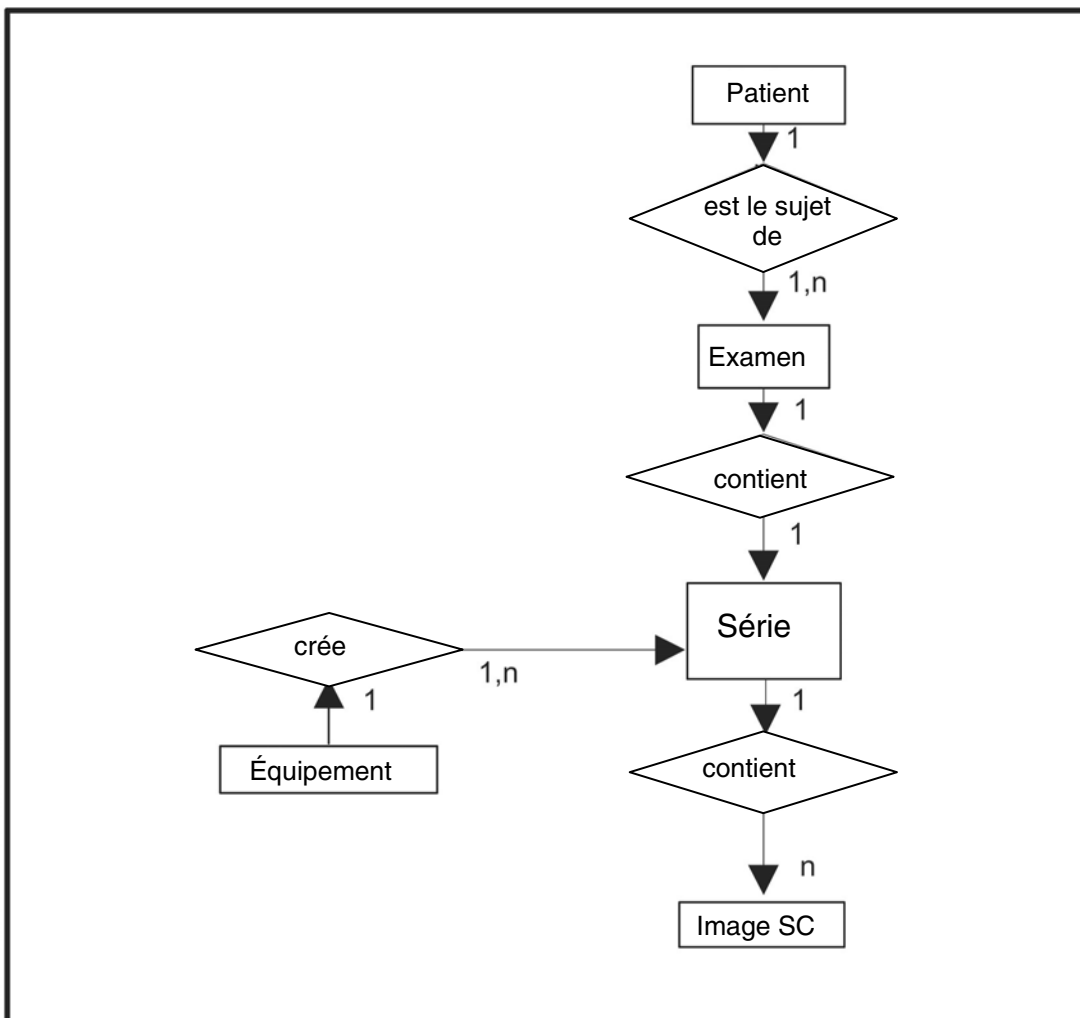 Patient
1
est le sujet
de
1,n
Examen
1
contient
1
Série
crée
1,n
1
1
Équipement
contient
n
Image SC